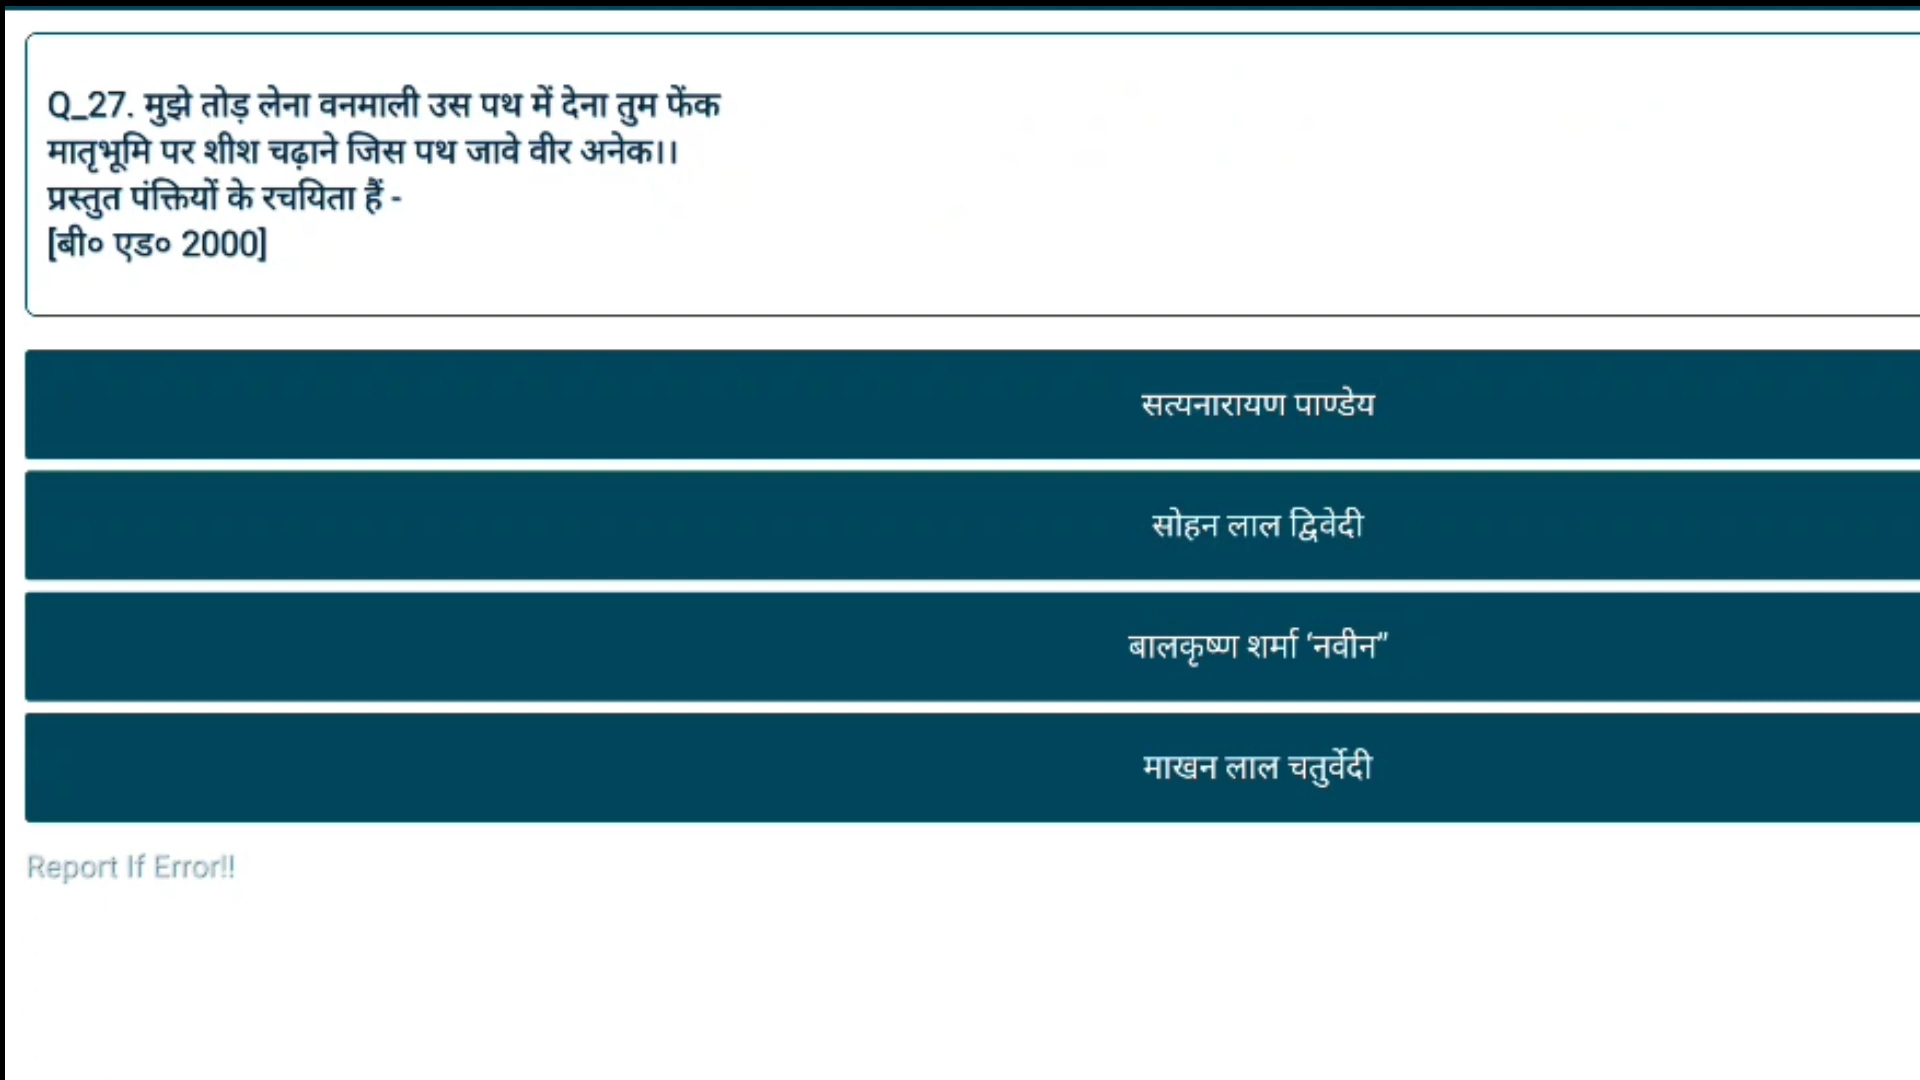 Q_27. मुझे तोड़ लेना वनमाली उस पथ में देना तुम फेंक
मातृभूमि पर शीश चढ़ाने जिस पथ जावे वीर अनेक।।
प्रस्तुत पंक्तियों के रचयिता हैं -
[बी० एड० 2000]
सत्यनारायण पाण्डेय
सोहन लाल द्विवेदी
बालकृष्ण शर्मा ‘नवीन”
माखन लाल चतुर्वेदी
Report If Error!!